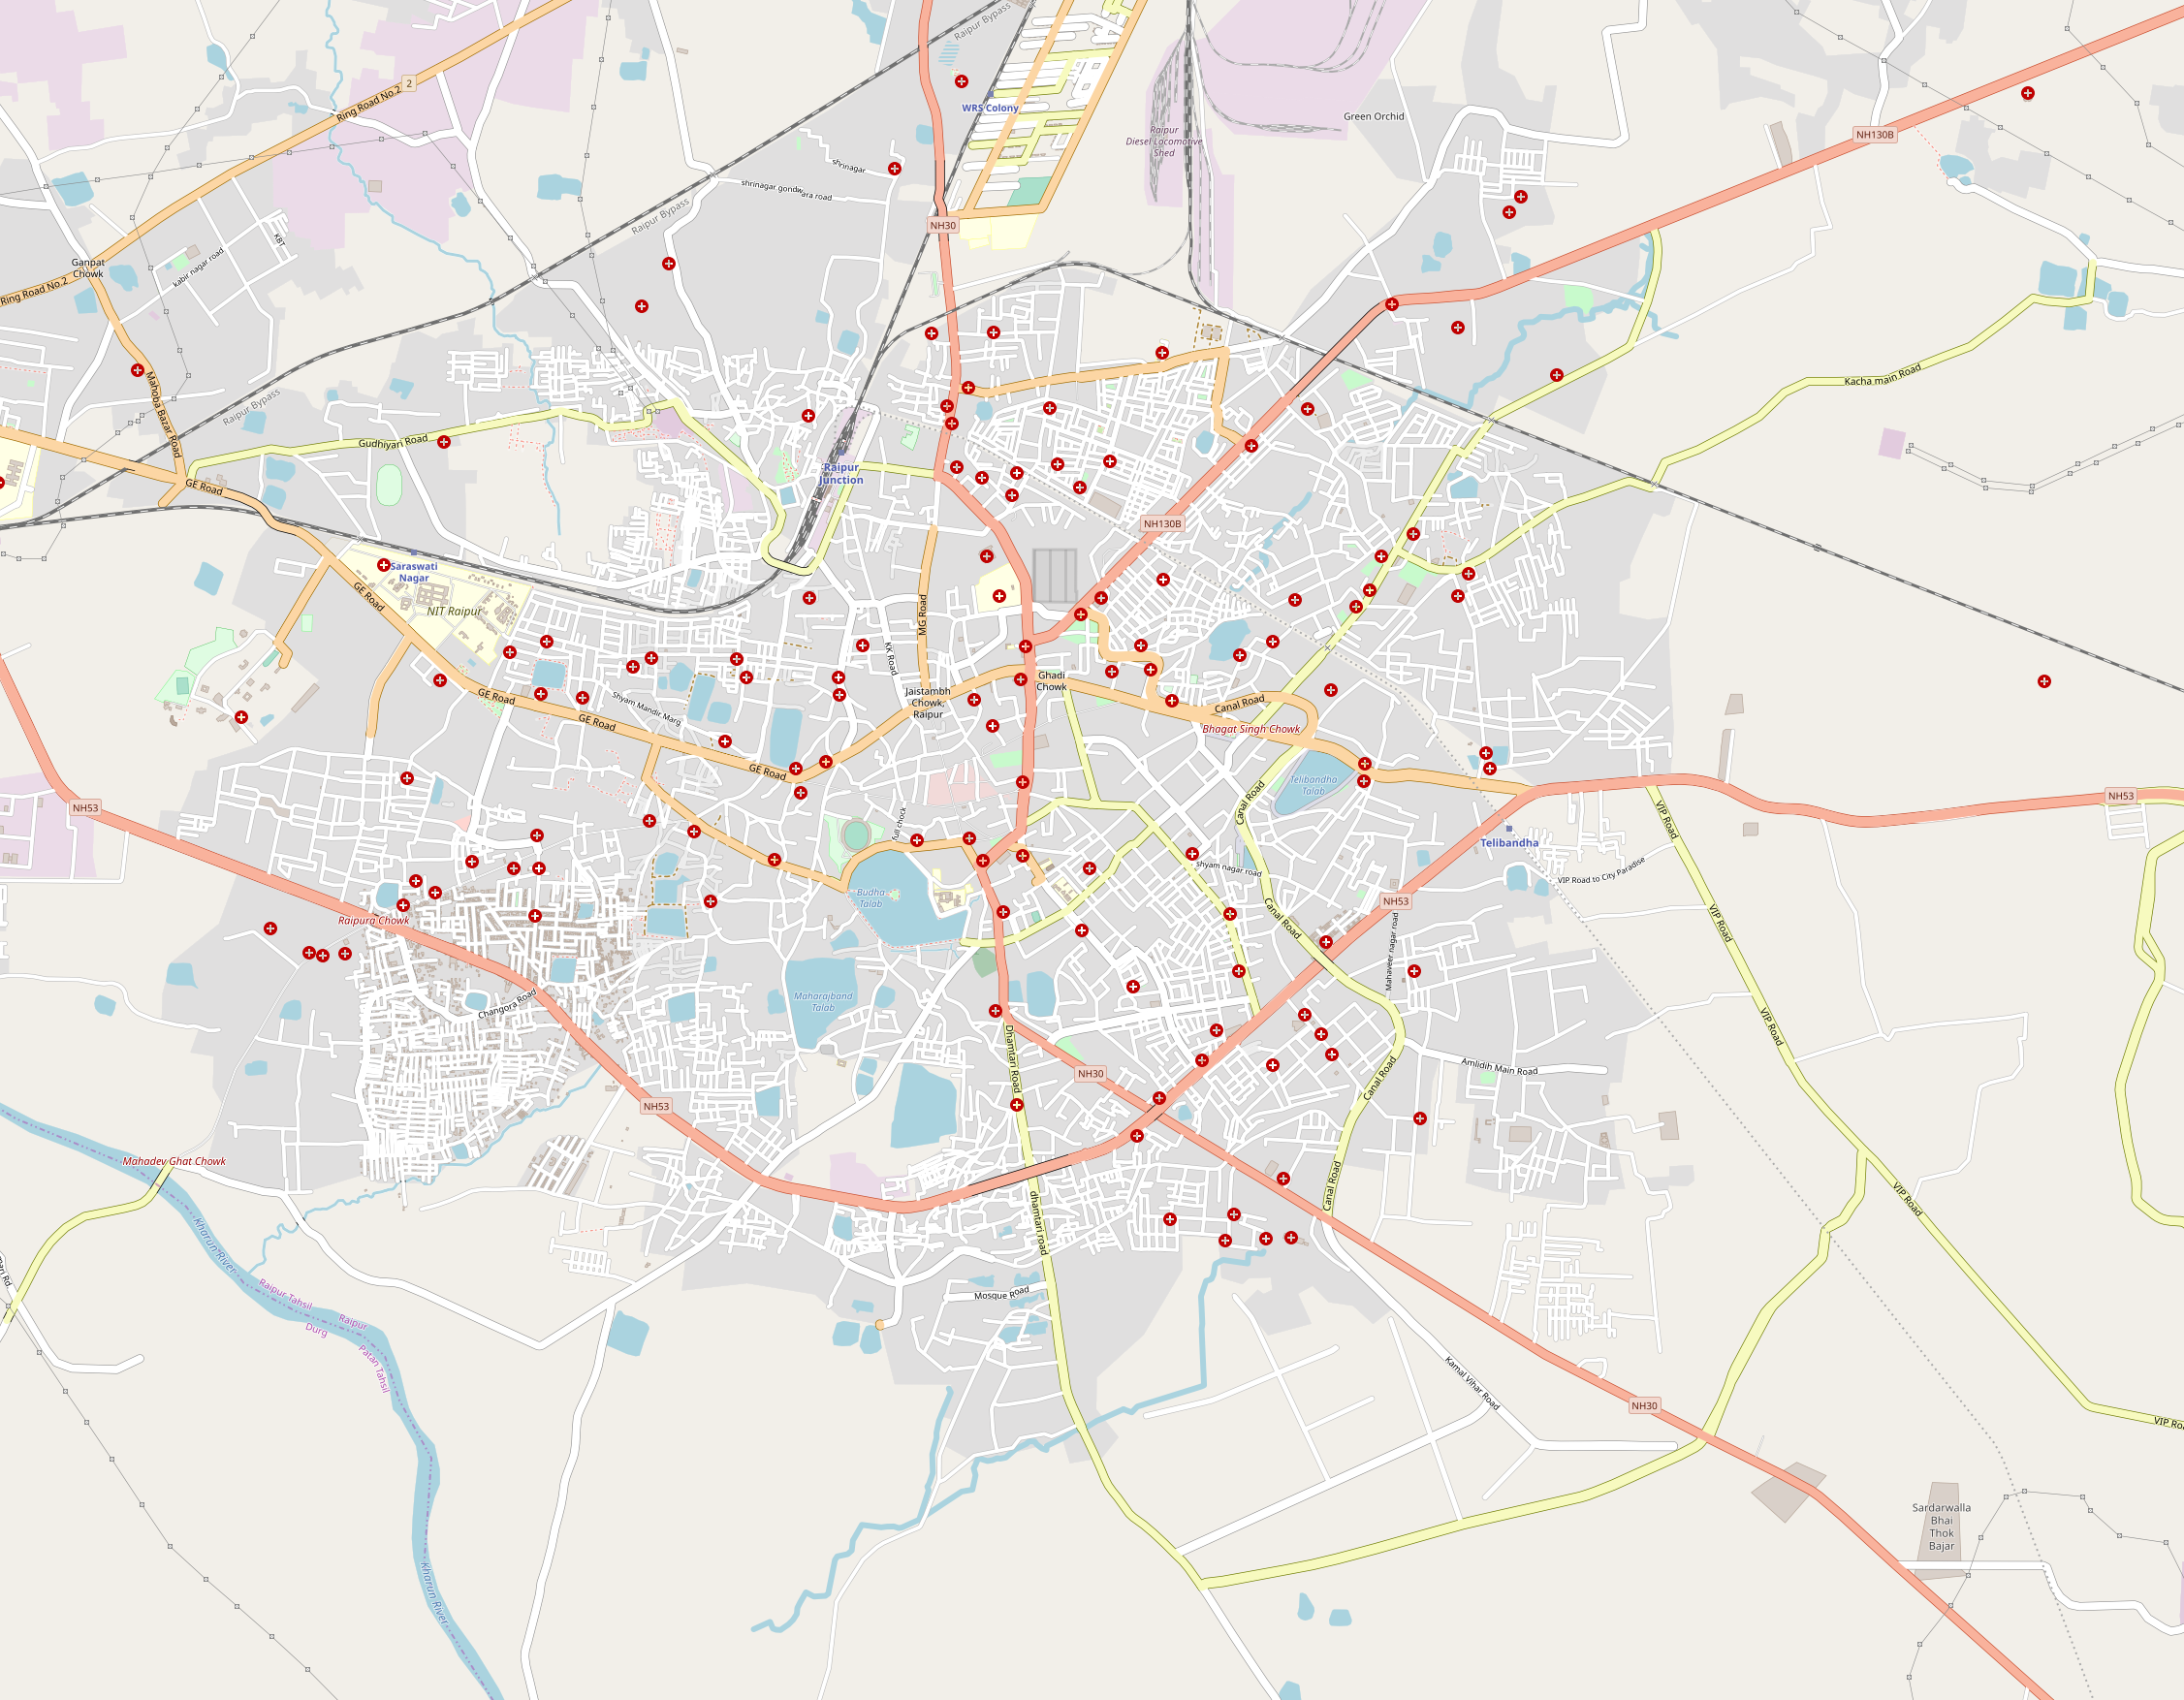 Raipur Bypass
2
Ring Road No.2
WRS Colony
Green Orchid
Raipur
Diesel Locomotive
Shed
NH130B
shrinagar
shrinagar gondwara road
Raipur Bypass
NH30
KBT
kabir nagar road
Ganpat
Chowk
Ring Road No.2
Mahoba Bazar Road
Raipur Bypass
Kacha main Road
Gudhiyan Road
Raipur
Junction
GE Road
NH130B
Saraswati
Nagar
NIT Raipur
GE Road
MG Road
KK Road
Ghadi
Chowk
Jaistambh
Chowk,
Raipur
GE Road
Shyam Mandir Marg
GE Road
Canal Road
Bhagat Singh Chowk
GE Road
Telibandha
Talab
Canal Road
NH53
NH53
VIP Road
full chock
Telibandha
shyam nagar road
VIP Road to City Paradise
Budha
Talab
NH53
Raipura Chowk
Canal Road
VIP Road
Mahaveer nagar road
Maharajband
Talab
Changora Road
VIP Road
Dhamtari Road
NH30
Amlidih Main Road
Canal Road
NH53
Mahadev Ghat Chowk
Canal Road
VIP Road
dhamtari road
Kharun River
Raipur Tahsil
Raipur
Durg
Patan Tahsil
Mosque Road
Kamal Vihar Road
NH30
VIP Roa
Sardarwalla
Bhai
Thok
Bajar
Kharun River